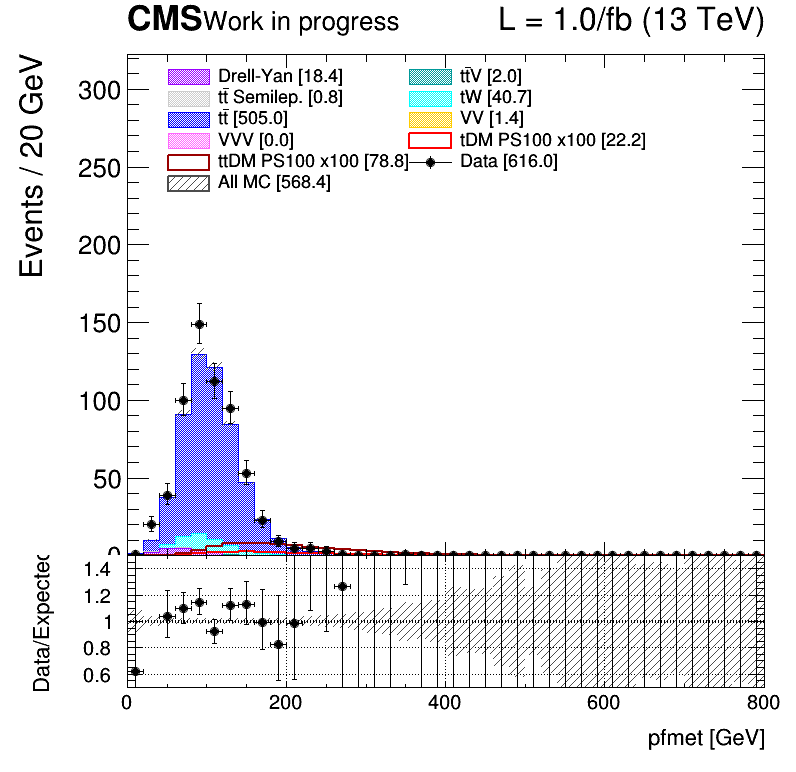 CMS Work in progress L = 1.0/fb (13 TeV)
Events / 20 GeV
300
250
200
150
100
50
0
Drell-Yan [18.4]
tt̄ Semilep. [0.8]
tt̄ [505.0]
VVV [0.0]
ttDM PS100 x100 [78.8]
All MC [568.4]
tt̄V [2.0]
tW [40.7]
VV [1.4]
tDM PS100 x100 [22.2]
Data [616.0]
Data/Expected
1.4
1.2
1
0.8
0.6
0 200 400 600 800
pfmet [GeV]